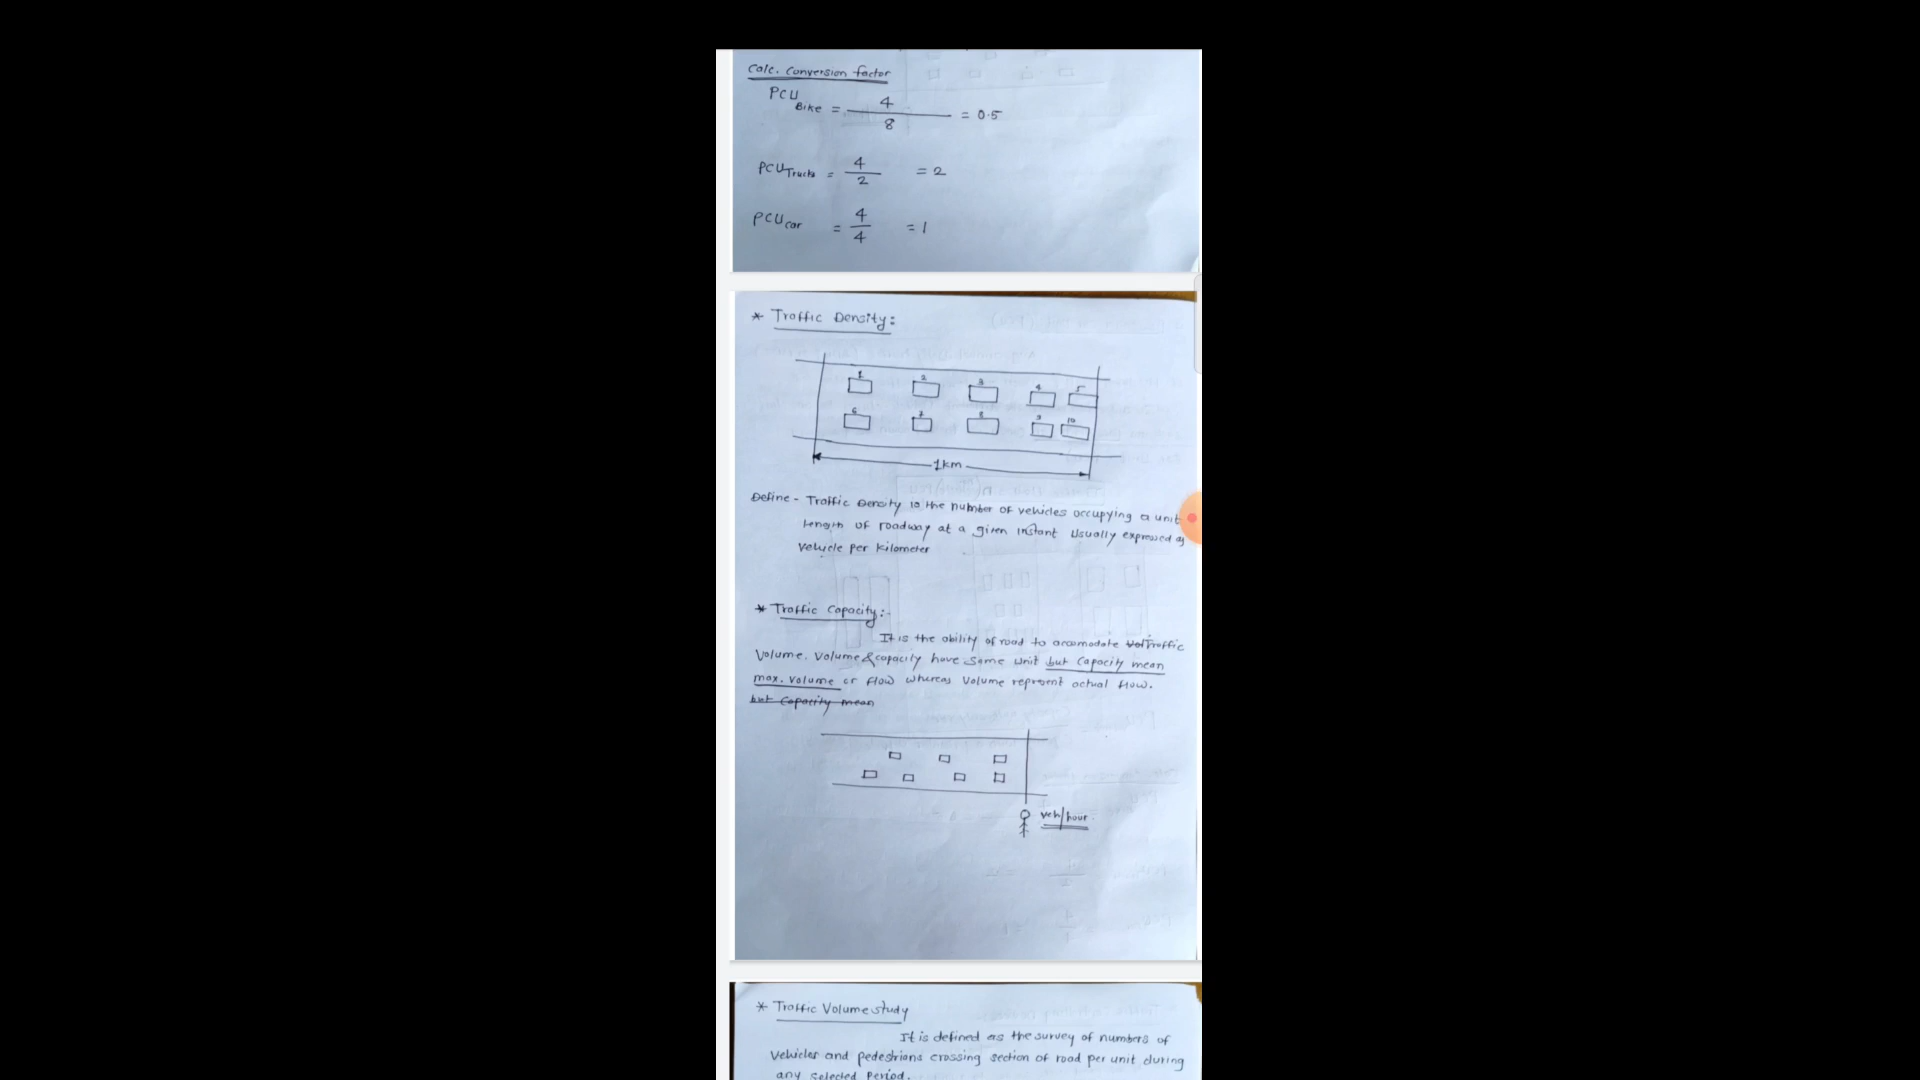 Calc. Conversion factor
PCU Bike = 4/8 = 0.5
PCU Trucks = 4/2 = 2
PCU car = 4/4 = 1
* Traffic Density:
1 2 3 4 5
6 7 8 9 10
1km
Define - Traffic Density is the number of vehicles occupying a unit
length of roadway at a given instant Usually expressed as
Vehicle per Kilometer
* Traffic Capacity:-
It is the ability of road to accomodate Vol Traffic
Volume. Volume & capacity have same Unit but Capacity mean
max. volume or flow whereas Volume represent actual flow.
but Capacity mean
veh/hour.
* Traffic Volume study
It is defined as the survey of numbers of
Vehicles and pedestrians crossing section of road per unit during
any selected Period.